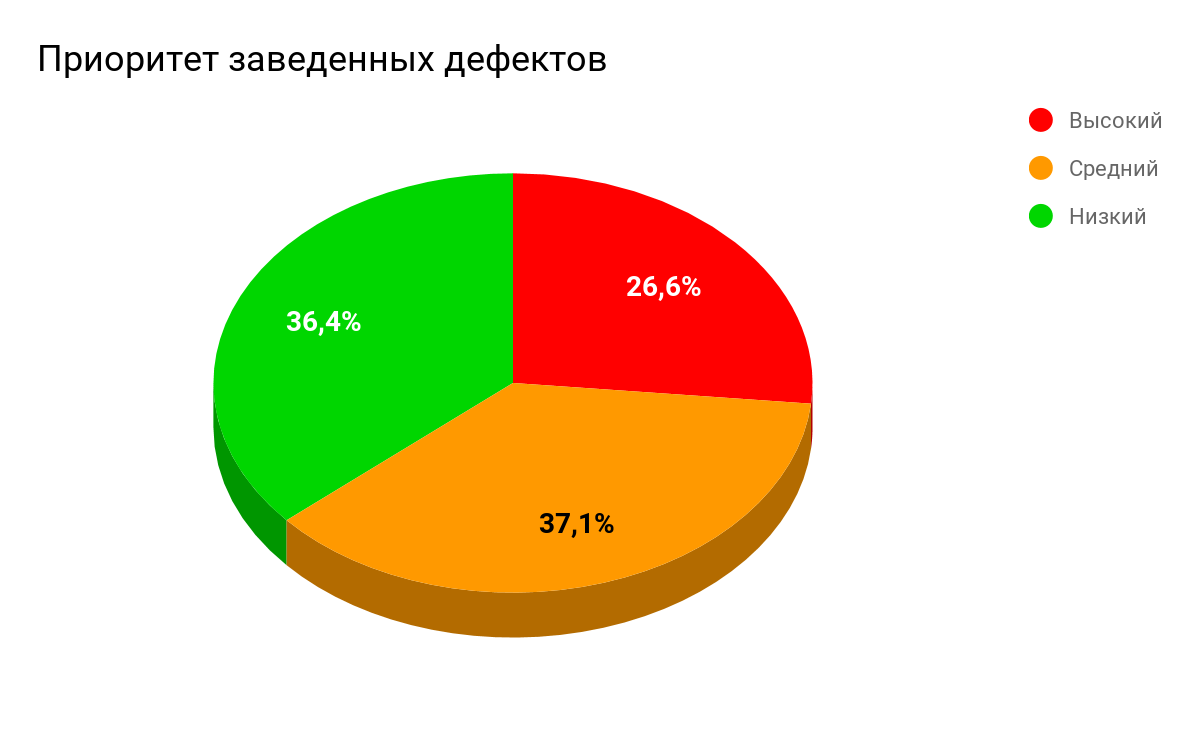 Приоритет заведенных дефектов
Высокий
Средний
Низкий
26,6%
36,4%
37,1%